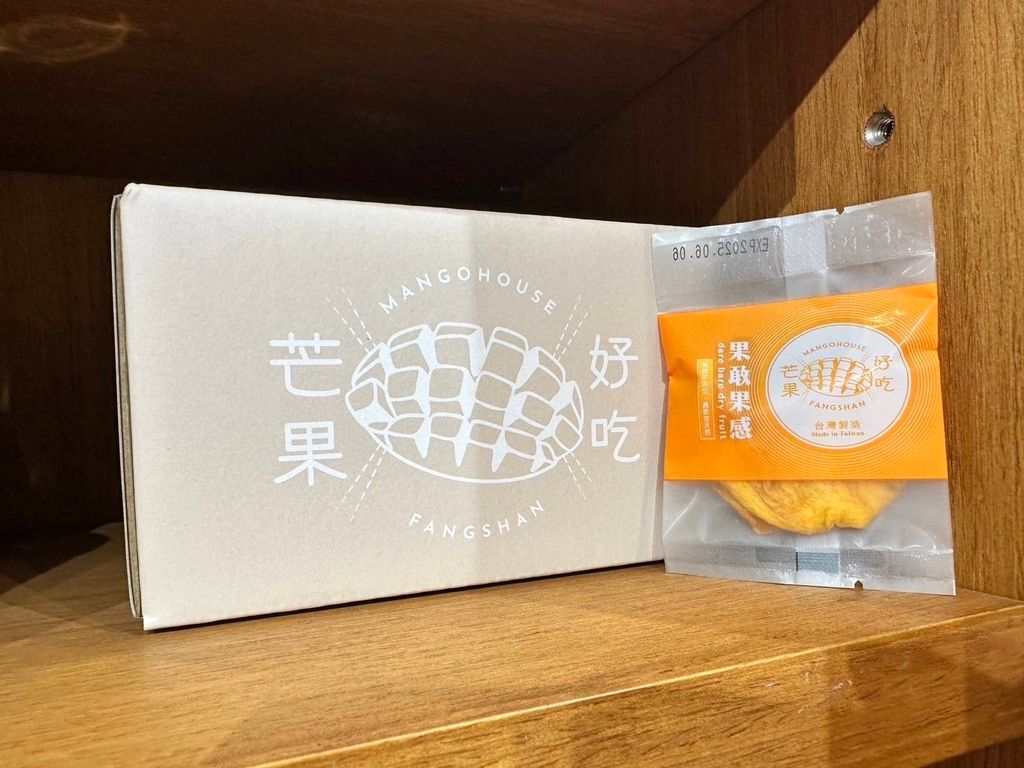 MANGOHOUSE
芒果
好吃
FANGSHAN
EXP2025.06.06
果敢果感
dare bare dry fruit
MANGOHOUSE
芒果
好吃
FANGSHAN
台灣製造
Made in Taiwan